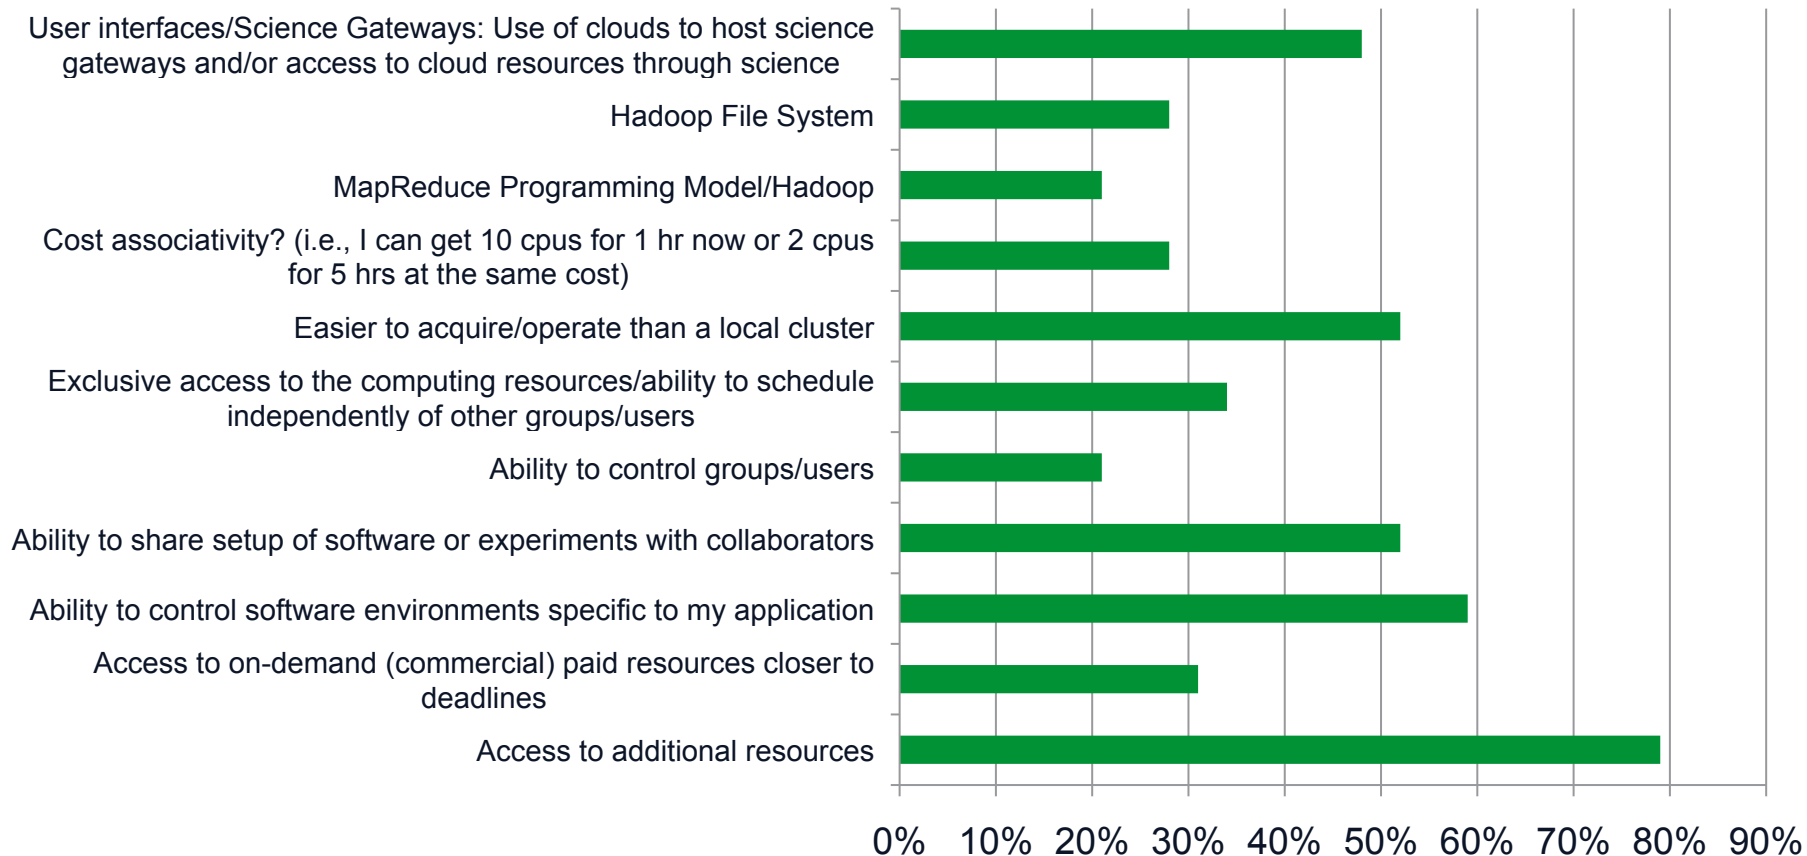 User interfaces/Science Gateways: Use of clouds to host science
gateways and/or access to cloud resources through science
Hadoop File System
MapReduce Programming Model/Hadoop
Cost associativity? (i.e., I can get 10 cpus for 1 hr now or 2 cpus
for 5 hrs at the same cost)
Easier to acquire/operate than a local cluster
Exclusive access to the computing resources/ability to schedule
independently of other groups/users
Ability to control groups/users
Ability to share setup of software or experiments with collaborators
Ability to control software environments specific to my application
Access to on-demand (commercial) paid resources closer to
deadlines
Access to additional resources
0% 10% 20% 30% 40% 50% 60% 70% 80% 90%